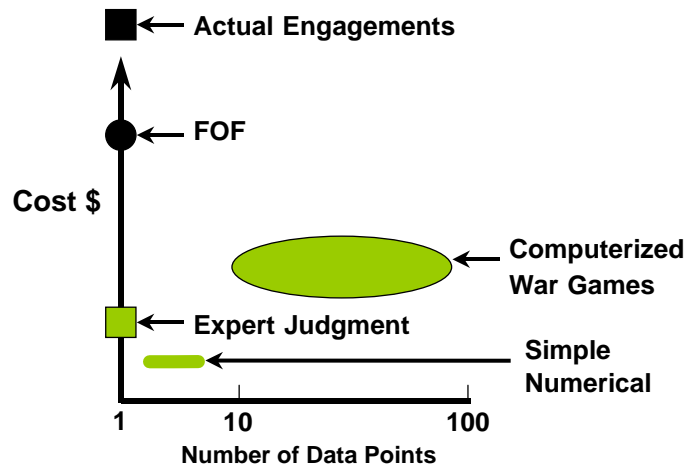 Actual Engagements
FOF
Cost $
Computerized
War Games
Expert Judgment
Simple
Numerical
1
10
100
Number of Data Points